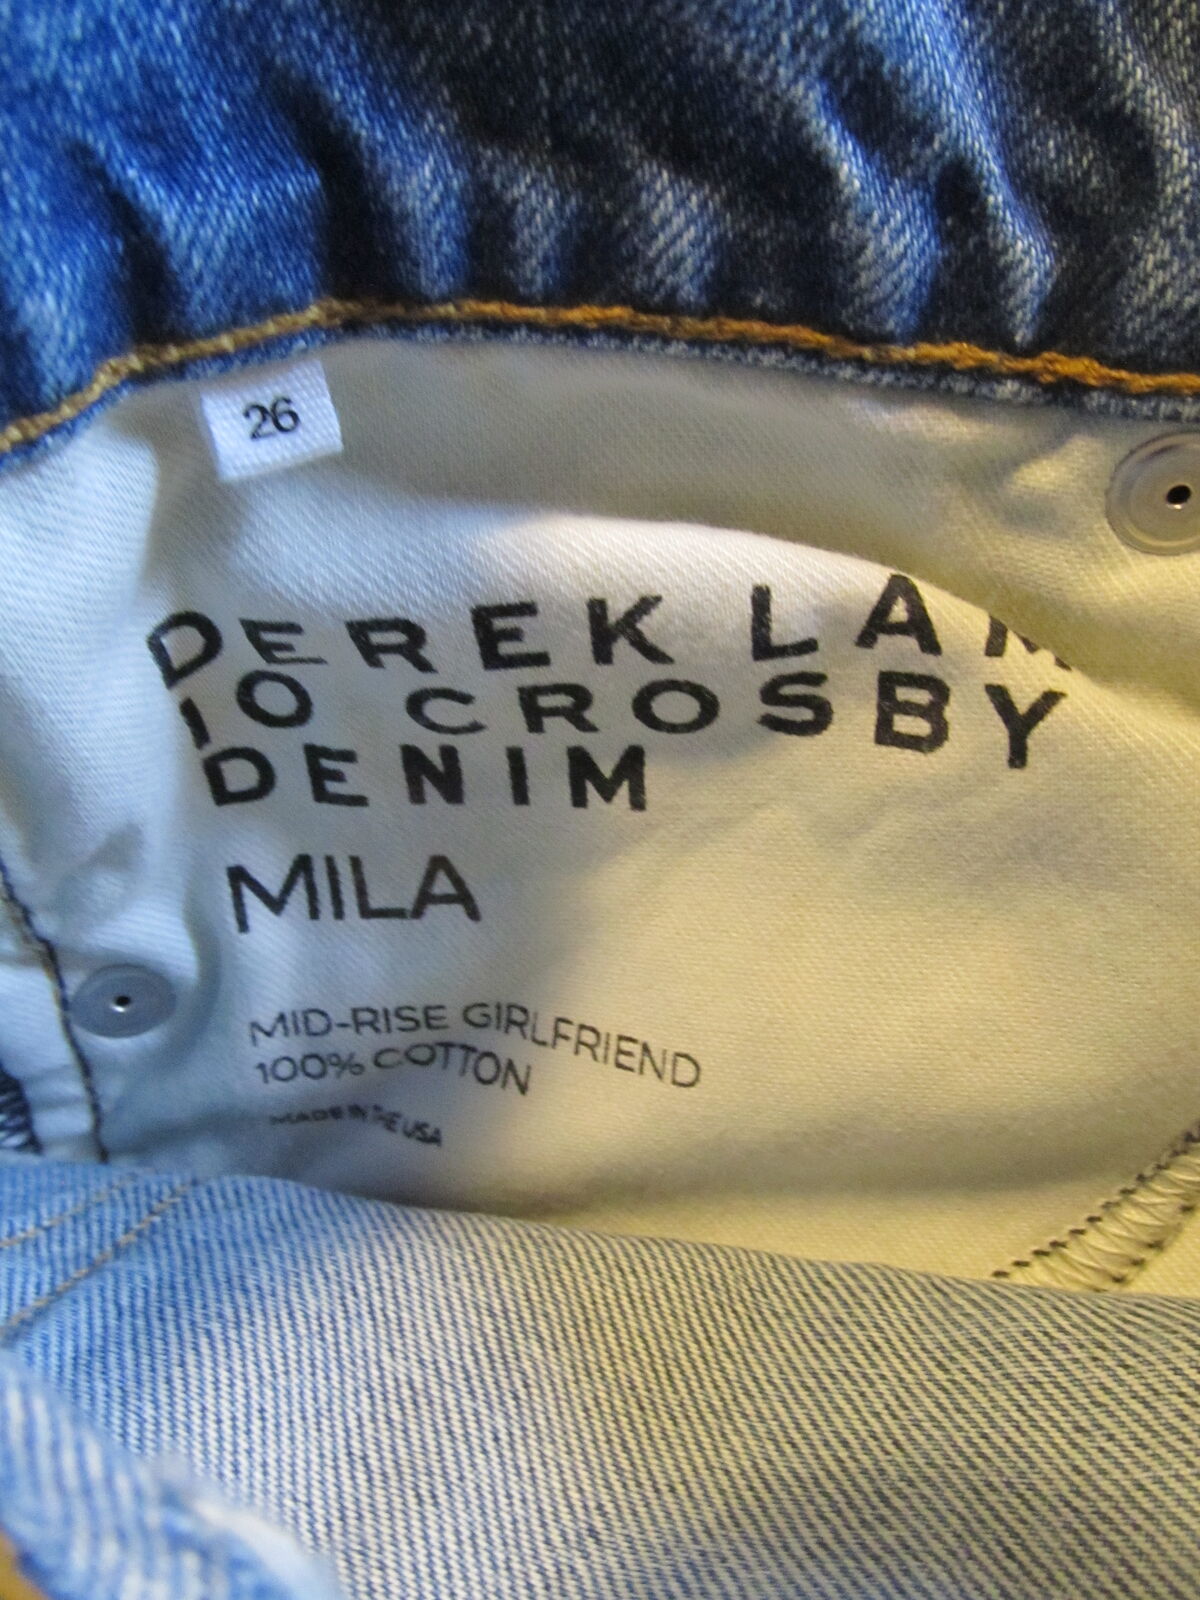 26
DEREK LAM
10 CROSBY
DENIM
MILA
MID-RISE GIRLFRIEND
100% COTTON
MADE IN THE USA